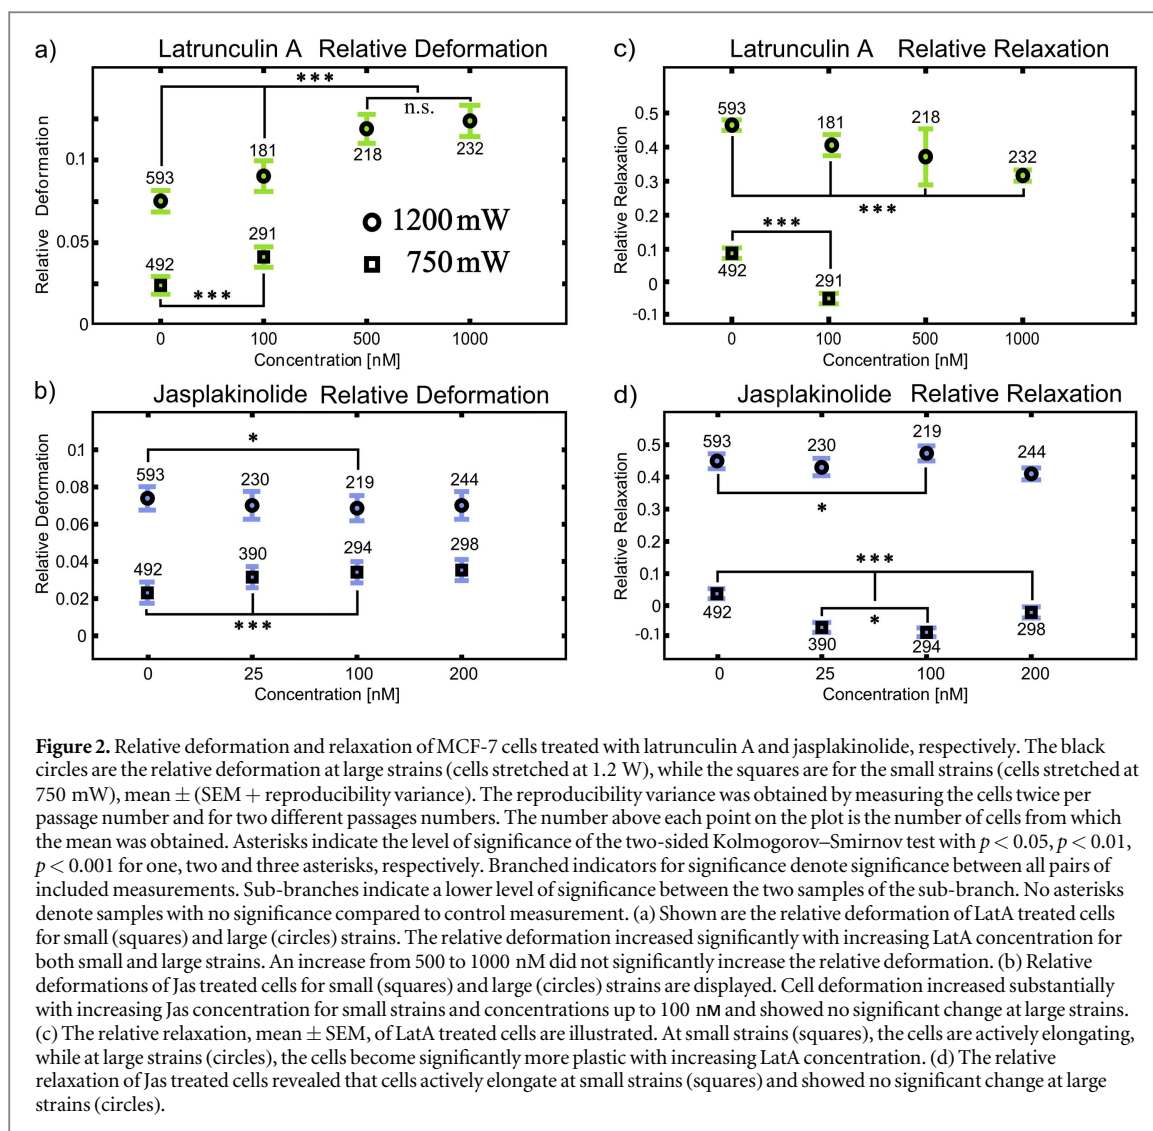 a) Latrunculin A Relative Deformation
***
n.s.
593 181 218 232
492 291
***
1200 mW
750 mW
0.1
0.05
0
Relative Deformation
0 100 500 1000
Concentration [nM]
c) Latrunculin A Relative Relaxation
593 181 218 232
***
***
492 291
0.5
0.4
0.3
0.2
0.1
0
-0.1
Relative Relaxation
0 100 500 1000
Concentration [nM]
b) Jasplakinolide Relative Deformation
*
593 230 219 244
492 390 294 298
***
01
0.08
0.06
0.04
0.02
0
Relative Deformation
0 25 100 200
Concentration [nM]
d) Jasplakinolide Relative Relaxation
593 230 219 244
*
***
*
492 390 294 298
0.5
0.4
0.3
0.2
0.1
0
-0.1
Relative Relaxation
0 25 100 200
Concentration [nM]
Figure 2. Relative deformation and relaxation of MCF-7 cells treated with latrunculin A and jasplakinolide, respectively. The black
circles are the relative deformation at large strains (cells stretched at 1.2 W), while the squares are for the small strains (cells stretched at
750 mW), mean ± (SEM + reproducibility variance). The reproducibility variance was obtained by measuring the cells twice per
passage number and for two different passages numbers. The number above each point on the plot is the number of cells from which
the mean was obtained. Asterisks indicate the level of significance of the two-sided Kolmogorov–Smirnov test with p < 0.05, p < 0.01,
p < 0.001 for one, two and three asterisks, respectively. Branched indicators for significance denote significance between all pairs of
included measurements. Sub-branches indicate a lower level of significance between the two samples of the sub-branch. No asterisks
denote samples with no significance compared to control measurement. (a) Shown are the relative deformation of LatA treated cells
for small (squares) and large (circles) strains. The relative deformation increased significantly with increasing LatA concentration for
both small and large strains. An increase from 500 to 1000 nM did not significantly increase the relative deformation. (b) Relative
deformations of Jas treated cells for small (squares) and large (circles) strains are displayed. Cell deformation increased substantially
with increasing Jas concentration for small strains and concentrations up to 100 nM and showed no significant change at large strains.
(c) The relative relaxation, mean ± SEM, of LatA treated cells are illustrated. At small strains (squares), the cells are actively elongating,
while at large strains (circles), the cells become significantly more plastic with increasing LatA concentration. (d) The relative
relaxation of Jas treated cells revealed that cells actively elongate at small strains (squares) and showed no significant change at large
strains (circles).